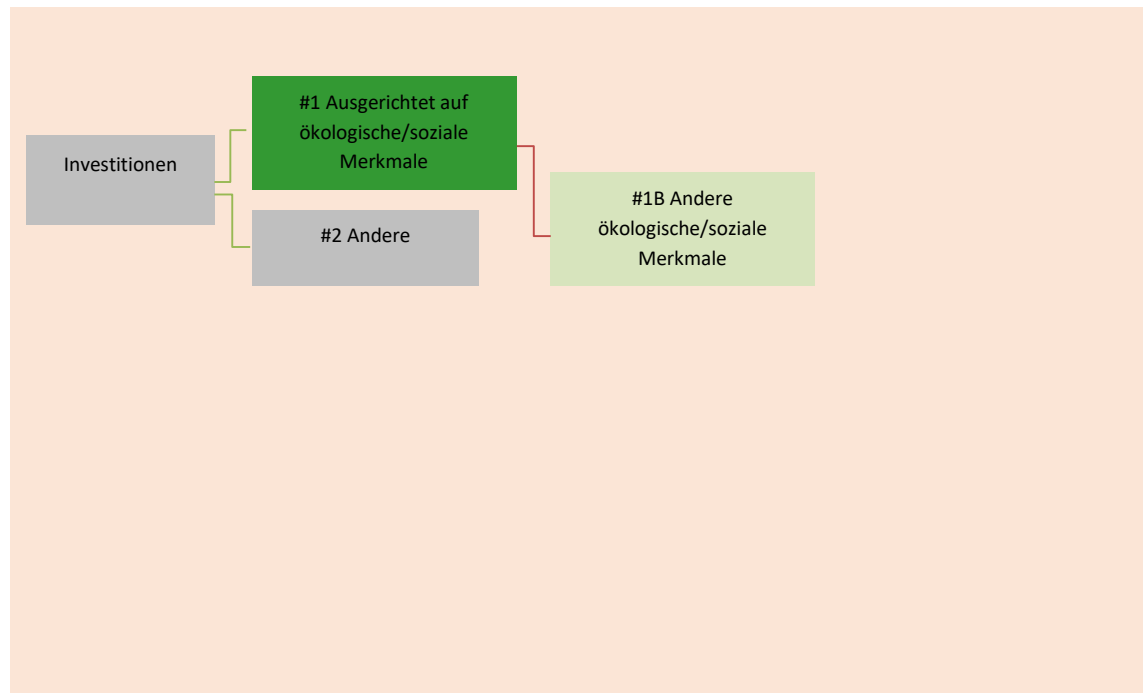 Investitionen
#1 Ausgerichtet auf
ökologische/soziale
Merkmale
#2 Andere
#1B Andere
ökologische/soziale
Merkmale